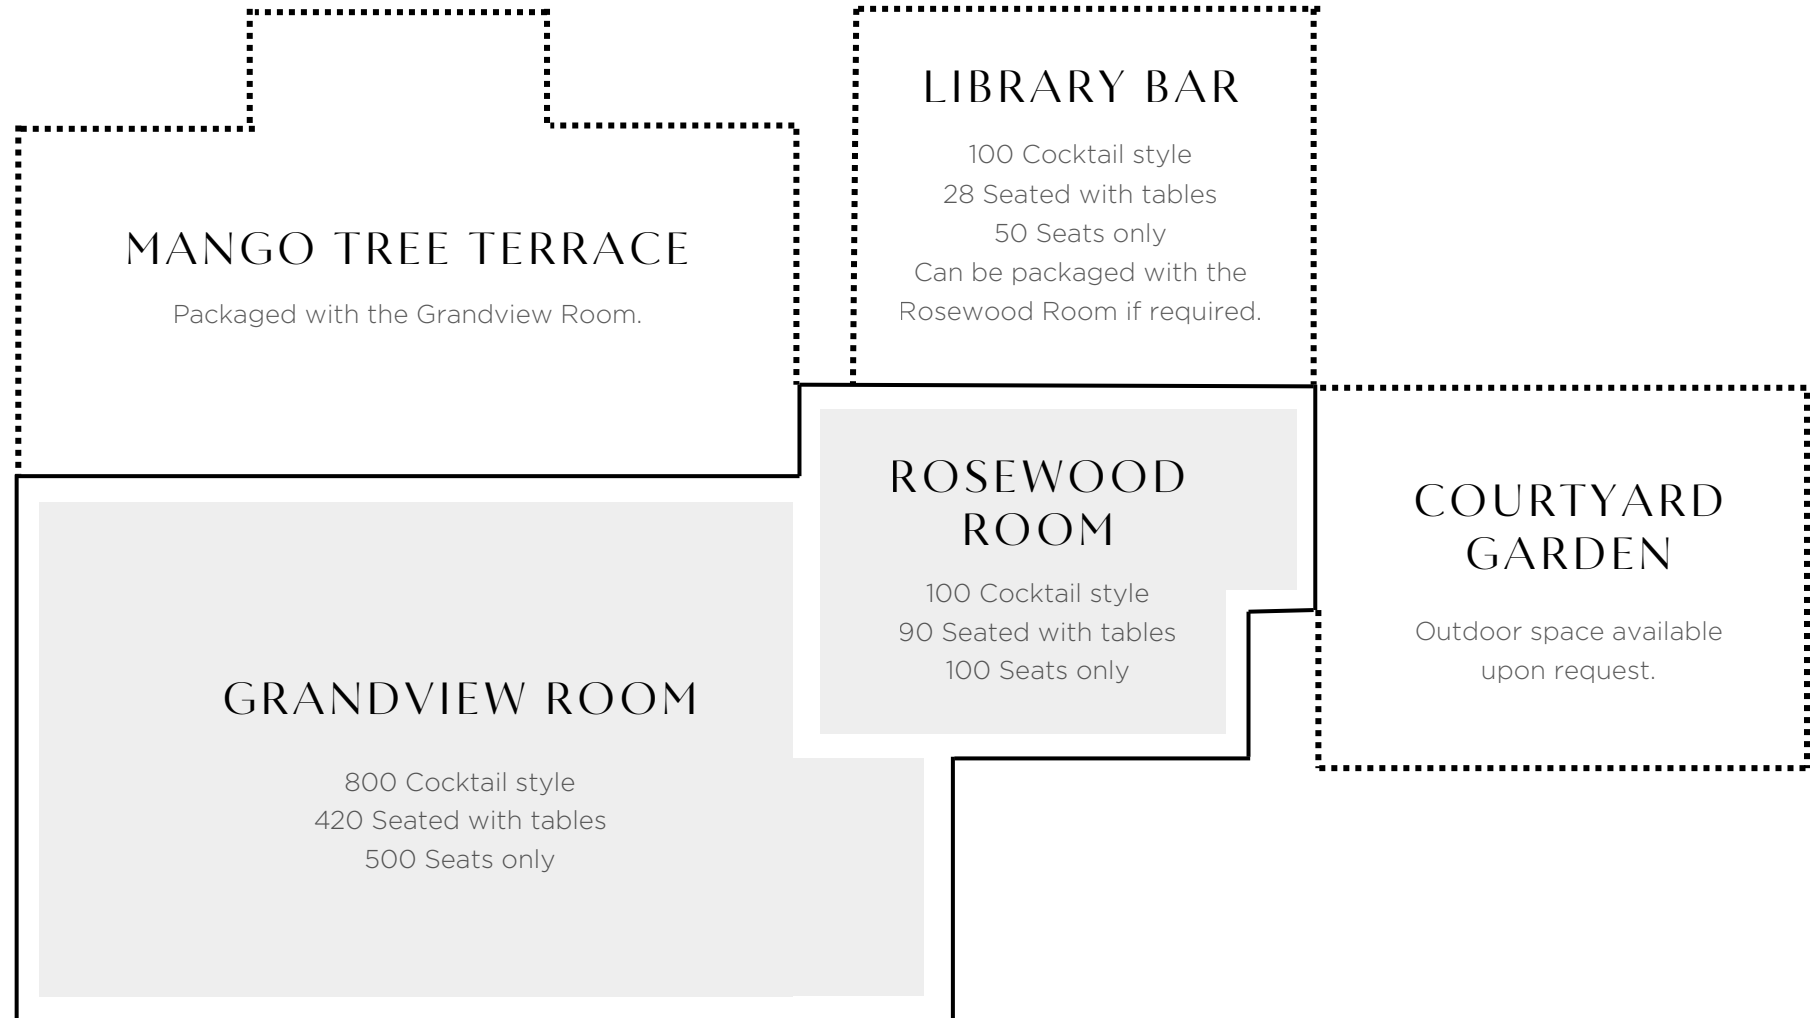 LIBRARY BAR
100 Cocktail style
28 Seated with tables
50 Seats only
Can be packaged with the
Rosewood Room if required.
MANGO TREE TERRACE
Packaged with the Grandview Room.
ROSEWOOD
ROOM
100 Cocktail style
90 Seated with tables
100 Seats only
COURTYARD
GARDEN
Outdoor space available
upon request.
GRANDVIEW ROOM
800 Cocktail style
420 Seated with tables
500 Seats only